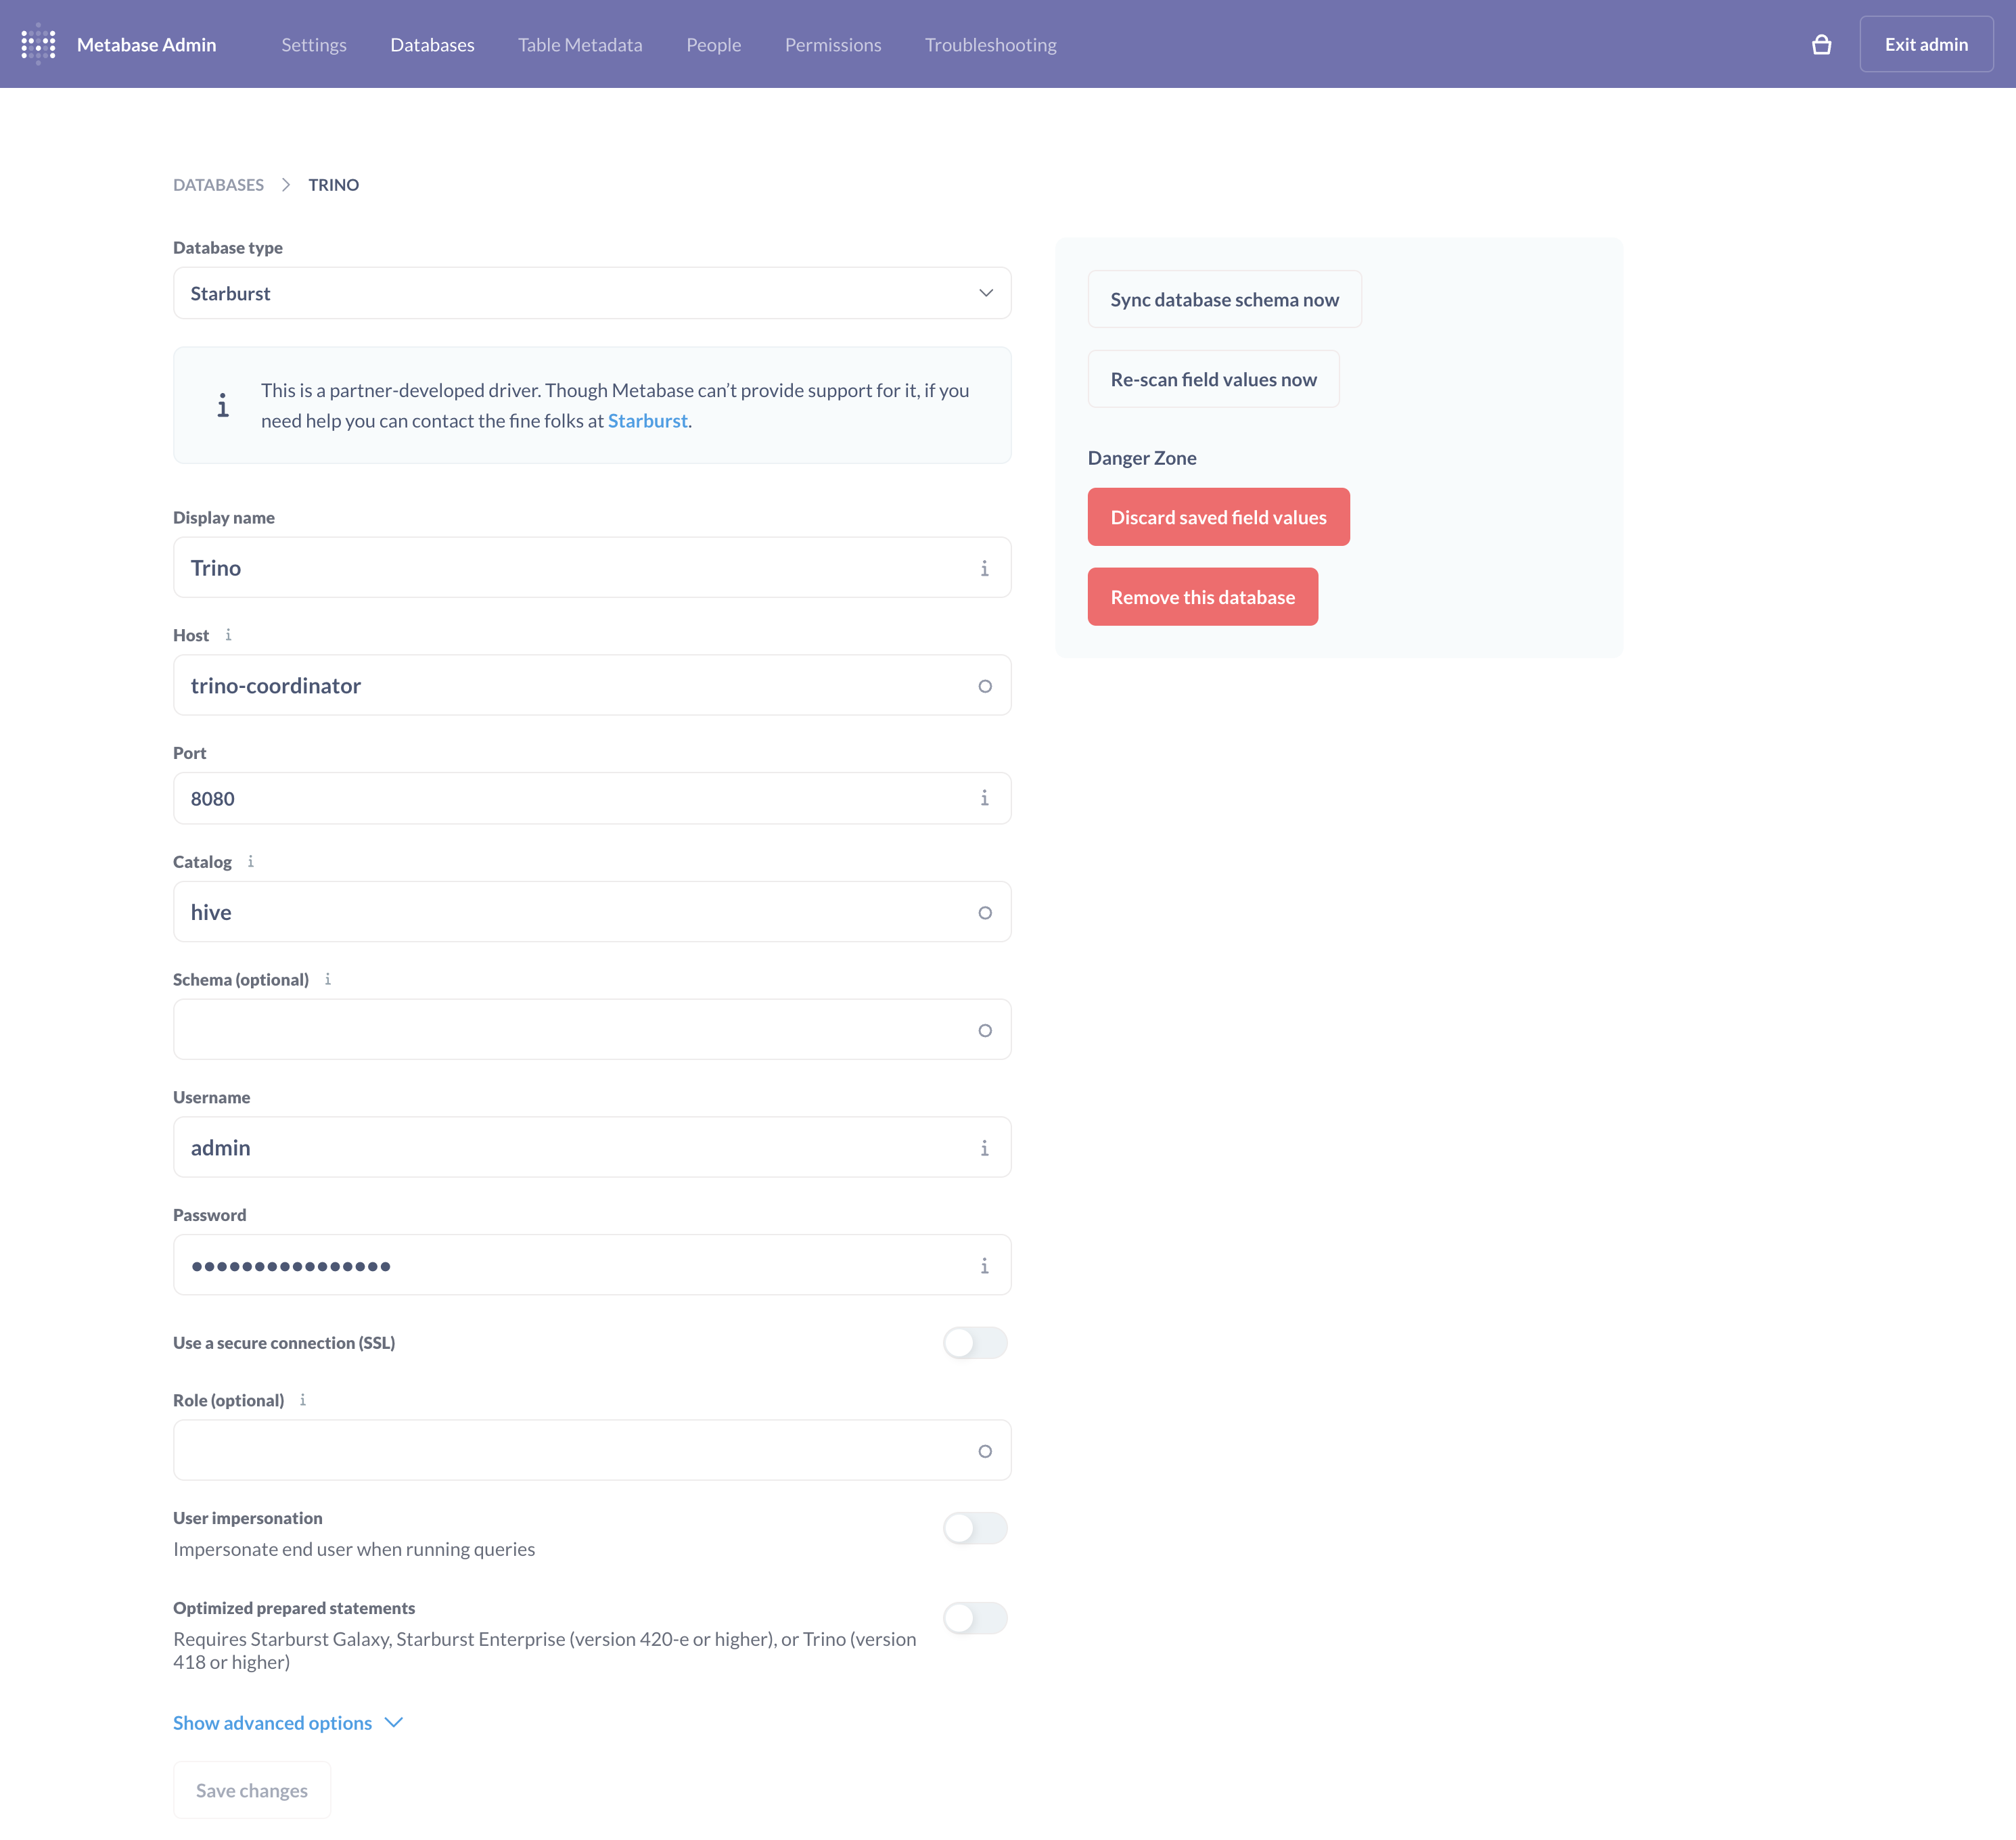 Metabase Admin
Settings
Databases
Table Metadata
People
Permissions
Troubleshooting
Exit admin
DATABASES
TRINO
Database type
Starburst
This is a partner-developed driver. Though Metabase can’t provide support for it, if you
need help you can contact the fine folks at Starburst.
Display name
Trino
Host
trino-coordinator
Port
8080
Catalog
hive
Schema (optional)
Username
admin
Password
●●●●●●●●●●●●●●●●
Use a secure connection (SSL)
Role (optional)
User impersonation
Impersonate end user when running queries
Optimized prepared statements
Requires Starburst Galaxy, Starburst Enterprise (version 420-e or higher), or Trino (version
418 or higher)
Show advanced options
Save changes
Sync database schema now
Re-scan field values now
Danger Zone
Discard saved field values
Remove this database